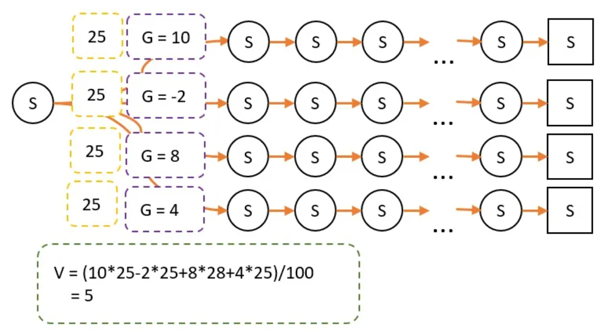 25 G = 10 S S S ... S S
S 25 G = -2 S S S ... S S
25 G = 8 S S S ... S S
25 G = 4 S S S ... S S
V = (10*25-2*25+8*28+4*25)/100
= 5